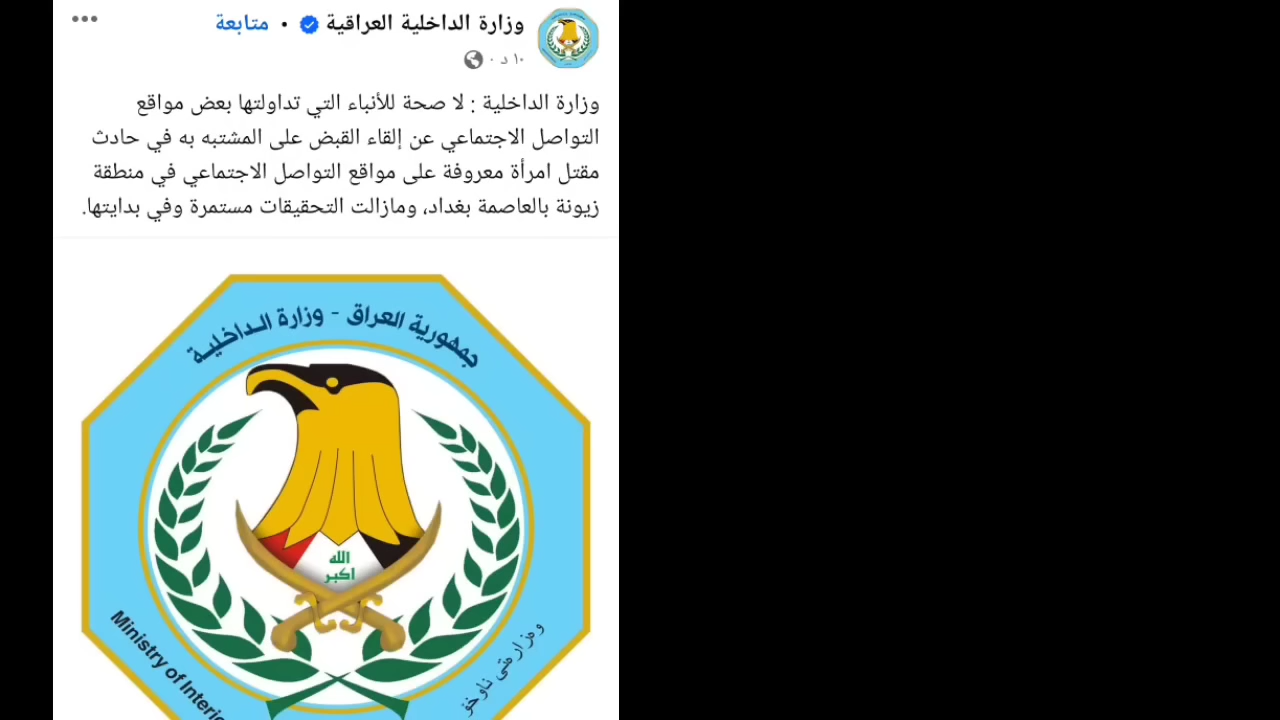 وزارة الداخلية العراقية • متابعة
١٠ د ·
وزارة الداخلية : لا صحة للأنباء التي تداولتها بعض مواقع
التواصل الاجتماعي عن إلقاء القبض على المشتبه به في حادث
مقتل امرأة معروفة على مواقع التواصل الاجتماعي في منطقة
زيونة بالعاصمة بغداد، ومازالت التحقيقات مستمرة وفي بدايتها.
جمهورية العراق - وزارة الداخلية
الله
اكبر
Ministry of Interio